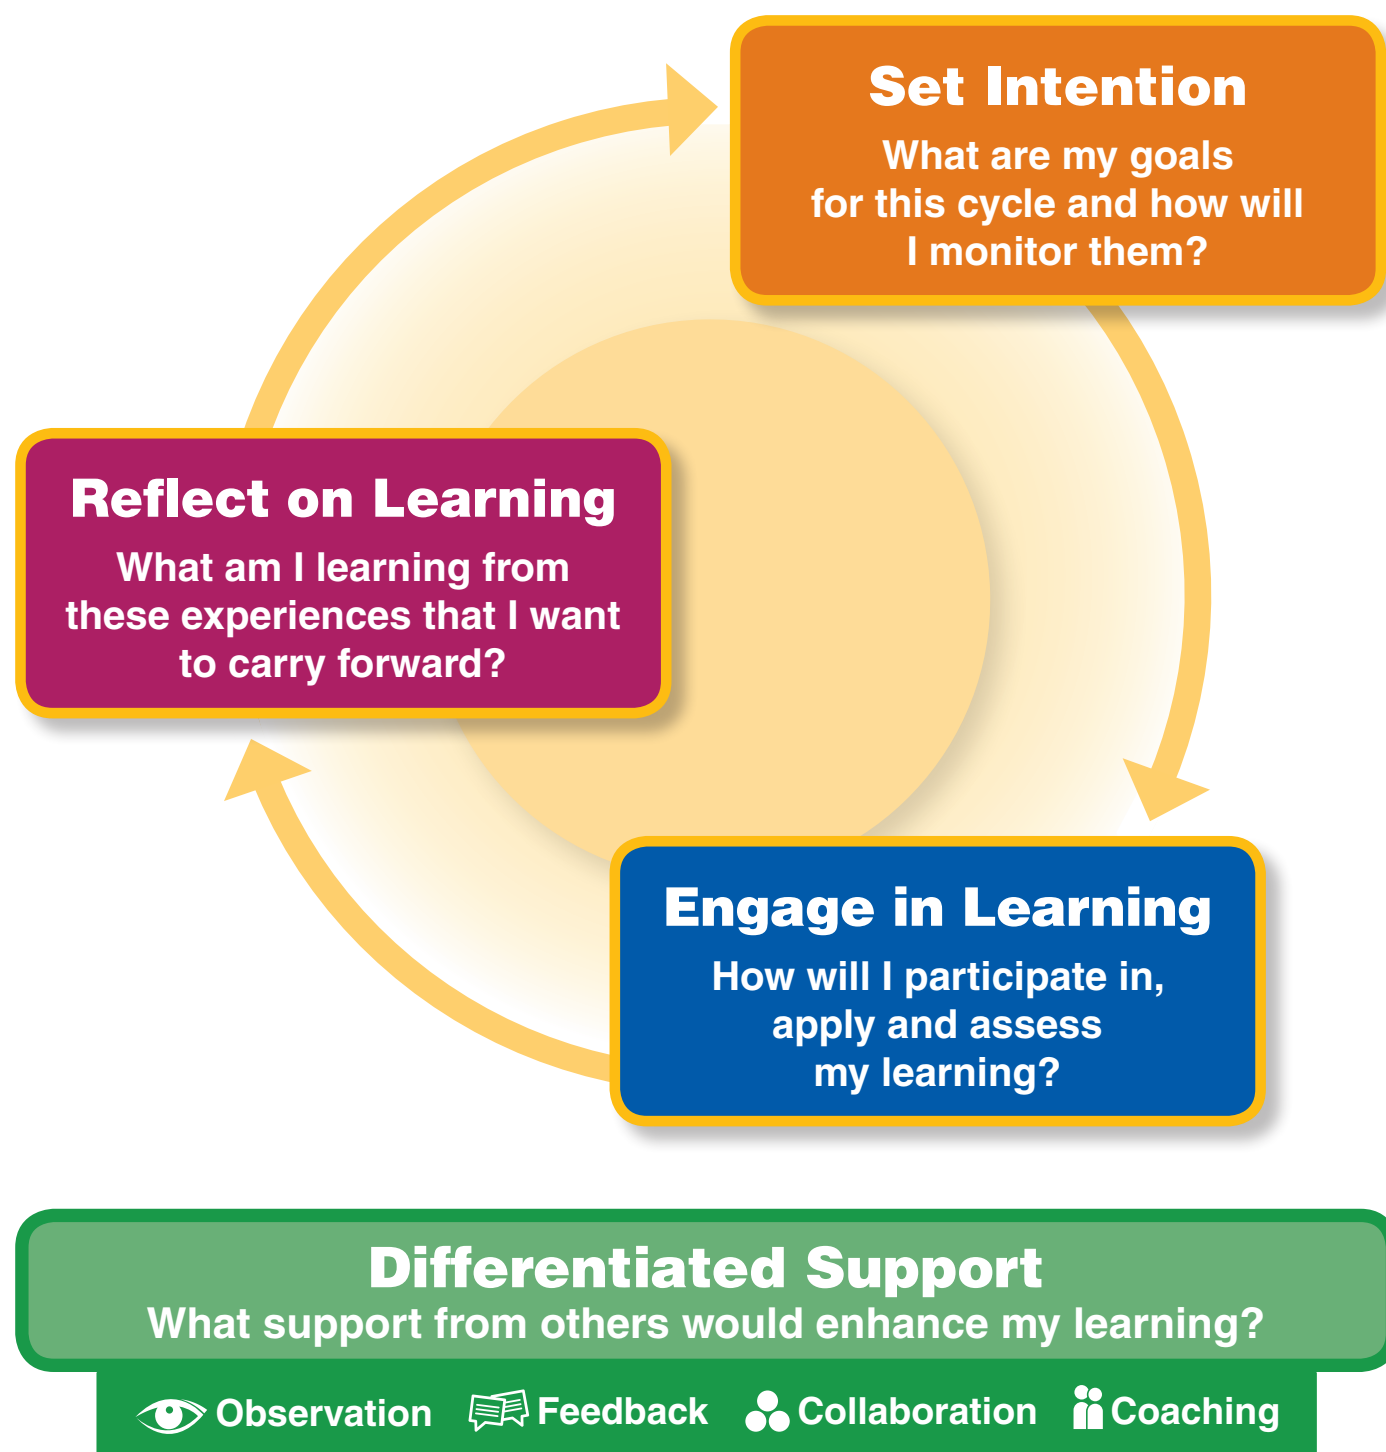 Set Intention
What are my goals
for this cycle and how will
I monitor them?
Reflect on Learning
What am I learning from
these experiences that I want
to carry forward?
Engage in Learning
How will I participate in,
apply and assess
my learning?
Differentiated Support
What support from others would enhance my learning?
Observation Feedback Collaboration Coaching